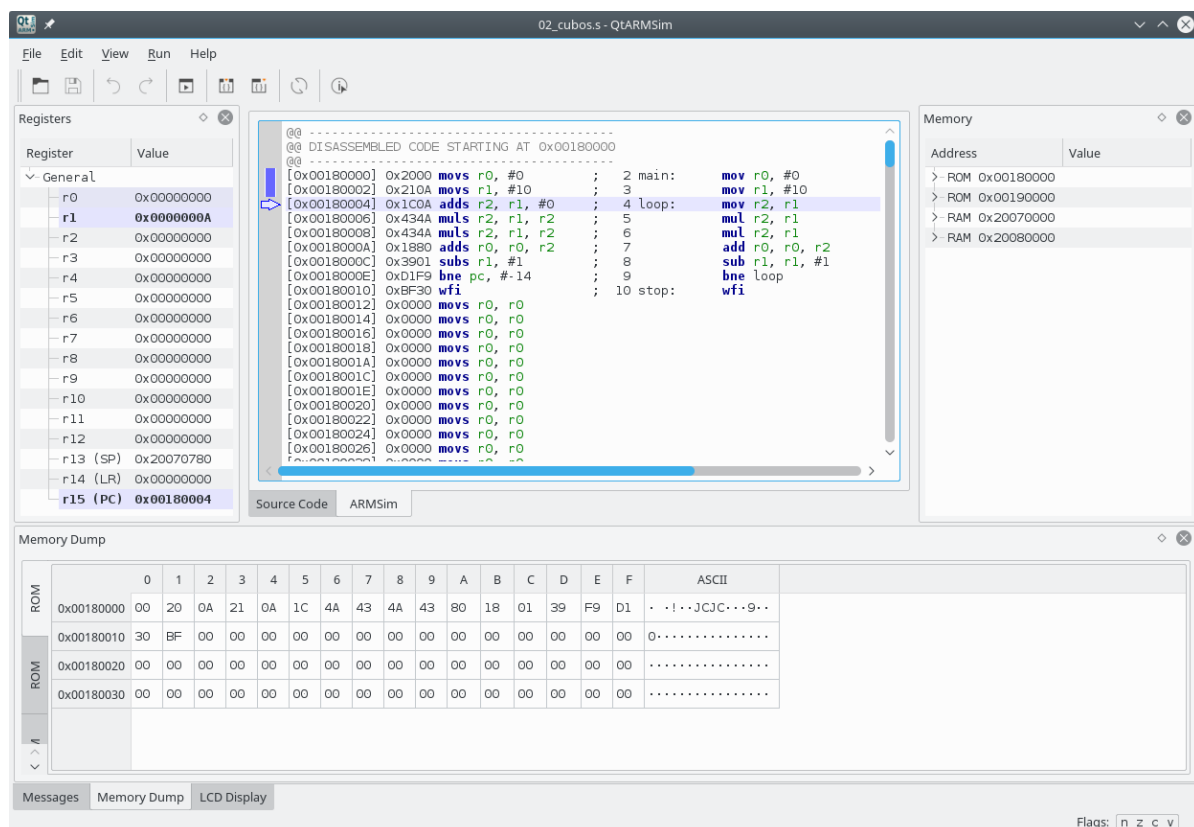 02_cubos.s - QtARMSim
File Edit View Run Help
Registers
Register Value
General
r0 0x00000000
r1 0x0000000A
r2 0x00000000
r3 0x00000000
r4 0x00000000
r5 0x00000000
r6 0x00000000
r7 0x00000000
r8 0x00000000
r9 0x00000000
r10 0x00000000
r11 0x00000000
r12 0x00000000
r13 (SP) 0x20070780
r14 (LR) 0x00000000
r15 (PC) 0x00180004
@@ ---------------------------------------
@@ DISASSEMBLED CODE STARTING AT 0x00180000
@@ ---------------------------------------
[0x00180000] 0x2000 movs r0, #0 ; 2 main: mov r0, #0
[0x00180002] 0x210A movs r1, #10 ; 3 mov r1, #10
[0x00180004] 0x1C0A adds r2, r1, #0 ; 4 loop: mov r2, r1
[0x00180006] 0x434A muls r2, r1, r2 ; 5 mul r2, r1
[0x00180008] 0x434A muls r2, r1, r2 ; 6 mul r2, r1
[0x0018000A] 0x1880 adds r0, r0, r2 ; 7 add r0, r0, r2
[0x0018000C] 0x3901 subs r1, #1 ; 8 sub r1, r1, #1
[0x0018000E] 0xD1F9 bne pc, #-14 ; 9 bne loop
[0x00180010] 0xBF30 wfi ; 10 stop: wfi
[0x00180012] 0x0000 movs r0, r0
[0x00180014] 0x0000 movs r0, r0
[0x00180016] 0x0000 movs r0, r0
[0x00180018] 0x0000 movs r0, r0
[0x0018001A] 0x0000 movs r0, r0
[0x0018001C] 0x0000 movs r0, r0
[0x0018001E] 0x0000 movs r0, r0
[0x00180020] 0x0000 movs r0, r0
[0x00180022] 0x0000 movs r0, r0
[0x00180024] 0x0000 movs r0, r0
[0x00180026] 0x0000 movs r0, r0
Source Code ARMSim
Memory
Address Value
ROM 0x00180000
ROM 0x00190000
RAM 0x20070000
RAM 0x20080000
Memory Dump
ROM
ROM
0 1 2 3 4 5 6 7 8 9 A B C D E F ASCII
0x00180000 00 20 0A 21 0A 1C 4A 43 4A 43 80 18 01 39 F9 D1 · ·!··JCJC···9··
0x00180010 30 BF 00 00 00 00 00 00 00 00 00 00 00 00 00 00 0···············
0x00180020 00 00 00 00 00 00 00 00 00 00 00 00 00 00 00 00 ················
0x00180030 00 00 00 00 00 00 00 00 00 00 00 00 00 00 00 00 ················
Messages Memory Dump LCD Display
Flags: n z c v